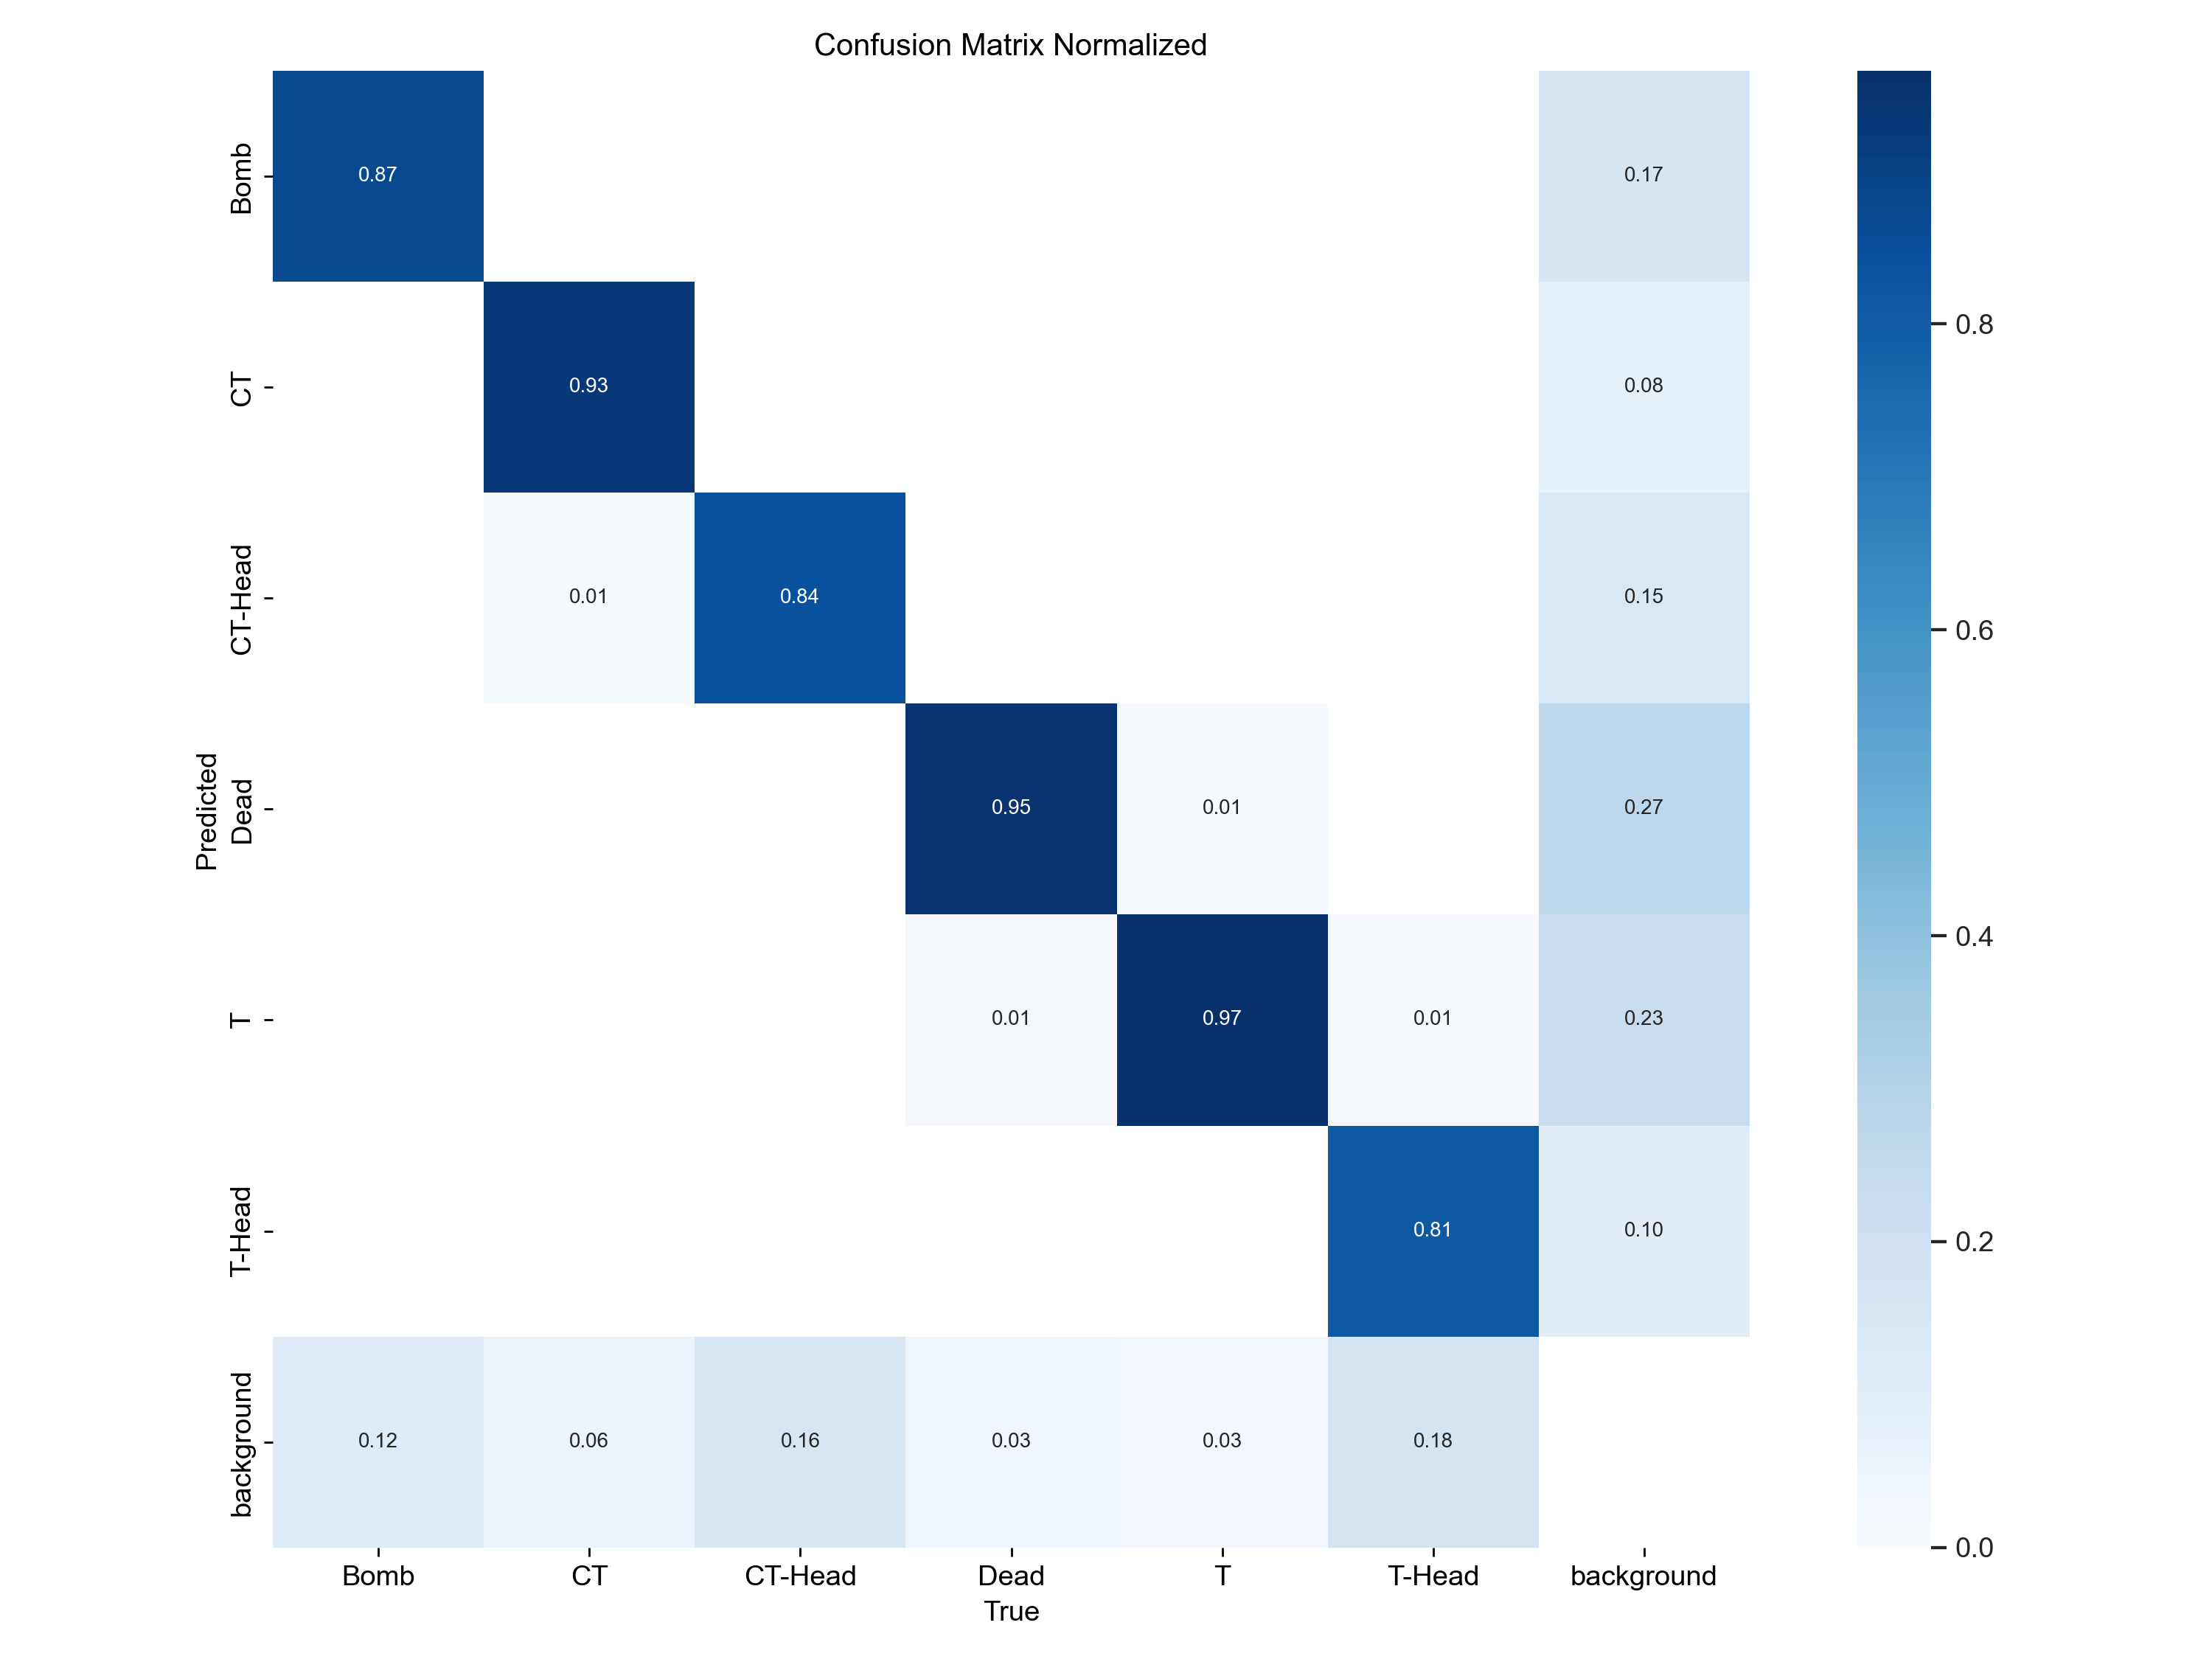 Confusion Matrix Normalized
Bomb
0.87
0.17
CT
0.93
0.08
0.8
CT-Head
0.01
0.84
0.15
0.6
Predicted
Dead
0.95
0.01
0.27
0.4
T
0.01
0.97
0.01
0.23
T-Head
0.81
0.10
0.2
background
0.12
0.06
0.16
0.03
0.03
0.18
0.0
Bomb
CT
CT-Head
Dead
T
T-Head
background
True